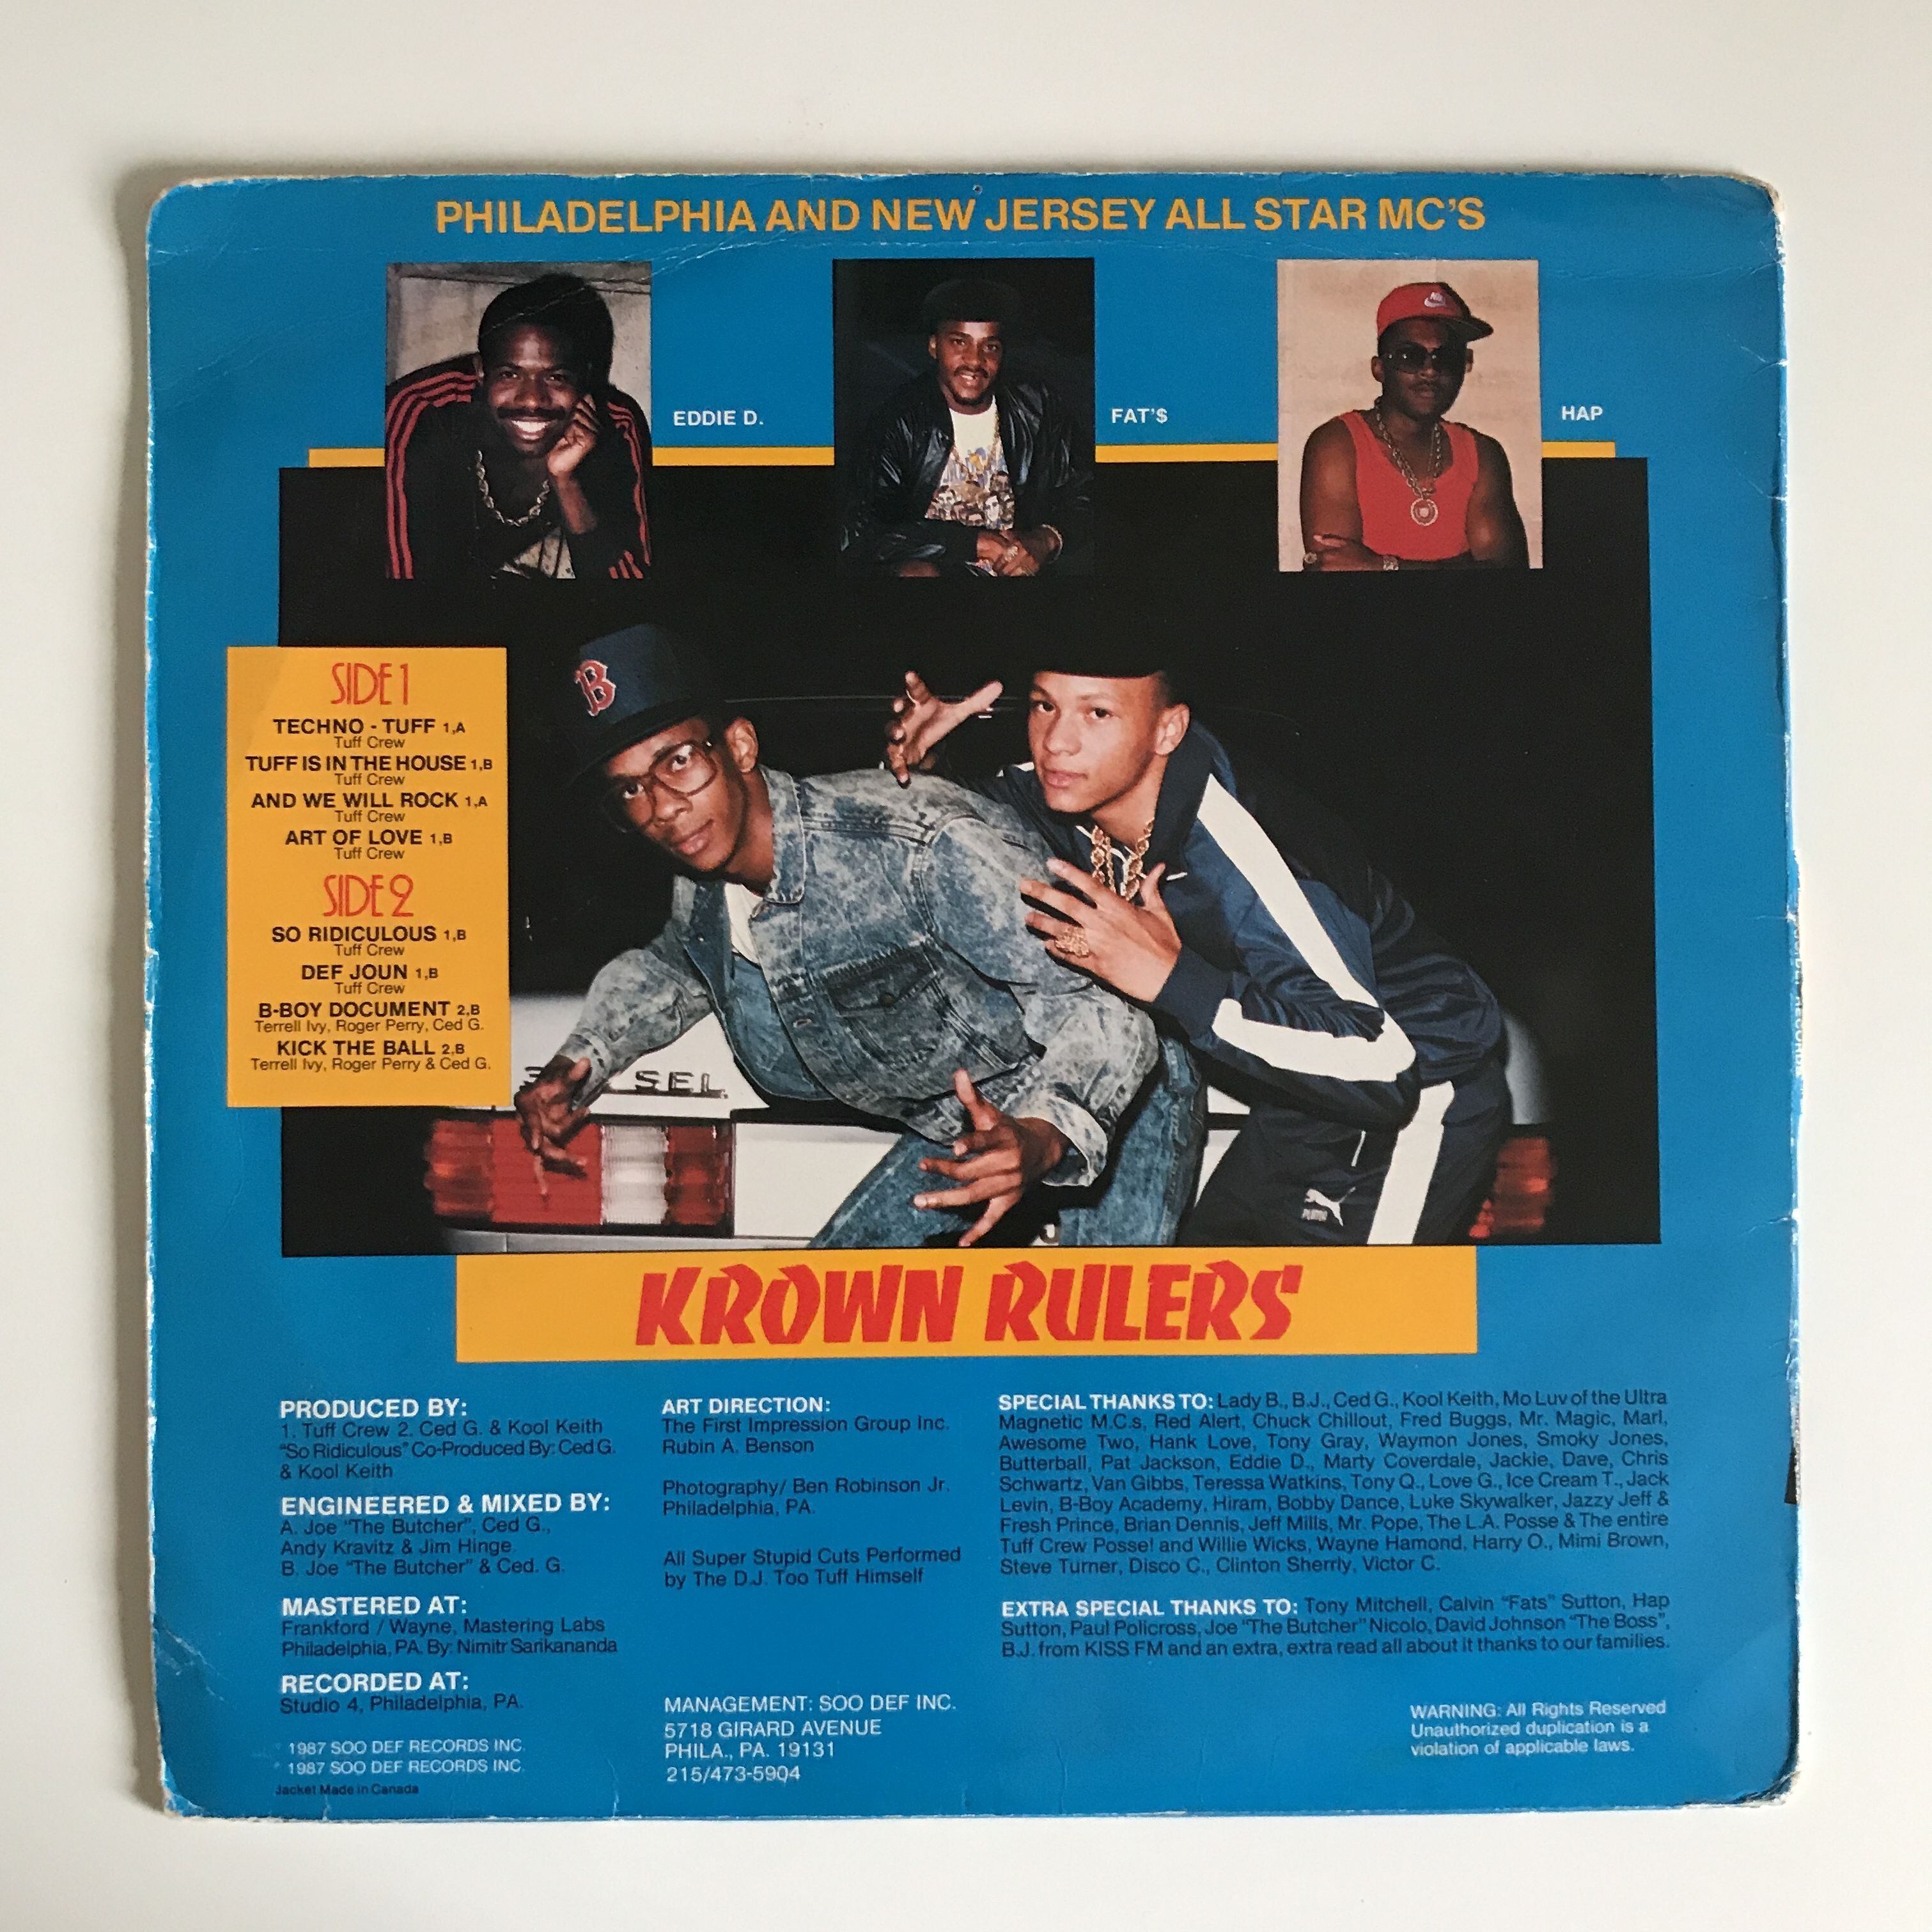 PHILADELPHIA AND NEW JERSEY ALL STAR MC'S
EDDIE D.
FAT'$
HAP
SIDE 1
TECHNO - TUFF 1,A
Tuff Crew
TUFF IS IN THE HOUSE 1,B
Tuff Crew
AND WE WILL ROCK 1,A
Tuff Crew
ART OF LOVE 1,B
Tuff Crew
SIDE 2
SO RIDICULOUS 1,B
Tuff Crew
DEF JOUN 1,B
Tuff Crew
B-BOY DOCUMENT 2,B
Terrell Ivy, Roger Perry, Ced G.
KICK THE BALL 2,B
Terrell Ivy, Roger Perry & Ced G.
B
SEL
PUMA
KROWN RULERS
PRODUCED BY:
1. Tuff Crew 2. Ced G. & Kool Keith
"So Ridiculous" Co-Produced By: Ced G.
& Kool Keith
ENGINEERED & MIXED BY:
A. Joe "The Butcher", Ced G.,
Andy Kravitz & Jim Hinge.
B. Joe "The Butcher" & Ced. G.
MASTERED AT:
Frankford / Wayne, Mastering Labs
Philadelphia, PA. By: Nimitr Sarikananda
RECORDED AT:
Studio 4, Philadelphia, PA.
1987 SOO DEF RECORDS INC.
1987 SOO DEF RECORDS INC.
Jacket Made in Canada
ART DIRECTION:
The First Impression Group Inc.
Rubin A. Benson
Photography/ Ben Robinson Jr.
Philadelphia, PA.
All Super Stupid Cuts Performed
by The D.J. Too Tuff Himself
MANAGEMENT: SOO DEF INC.
5718 GIRARD AVENUE
PHILA., PA. 19131
215/473-5904
SPECIAL THANKS TO: Lady B., B.J., Ced G., Kool Keith, Mo Luv of the Ultra
Magnetic M.C.s, Red Alert, Chuck Chillout, Fred Buggs, Mr. Magic, Marl,
Awesome Two, Hank Love, Tony Gray, Waymon Jones, Smoky Jones,
Butterball, Pat Jackson, Eddie D., Marty Coverdale, Jackie, Dave, Chris
Schwartz, Van Gibbs, Teressa Watkins, Tony Q., Love G., Ice Cream T., Jack
Levin, B-Boy Academy, Hiram, Bobby Dance, Luke Skywalker, Jazzy Jeff &
Fresh Prince, Brian Dennis, Jeff Mills, Mr. Pope, The L.A. Posse & The entire
Tuff Crew Posse! and Willie Wicks, Wayne Hamond, Harry O., Mimi Brown,
Steve Turner, Disco C., Clinton Sherrly, Victor C.
EXTRA SPECIAL THANKS TO: Tony Mitchell, Calvin "Fats" Sutton, Hap
Sutton, Paul Policross, Joe "The Butcher" Nicolo, David Johnson "The Boss",
B.J. from KISS FM and an extra, extra read all about it thanks to our families.
WARNING: All Rights Reserved
Unauthorized duplication is a
violation of applicable laws.